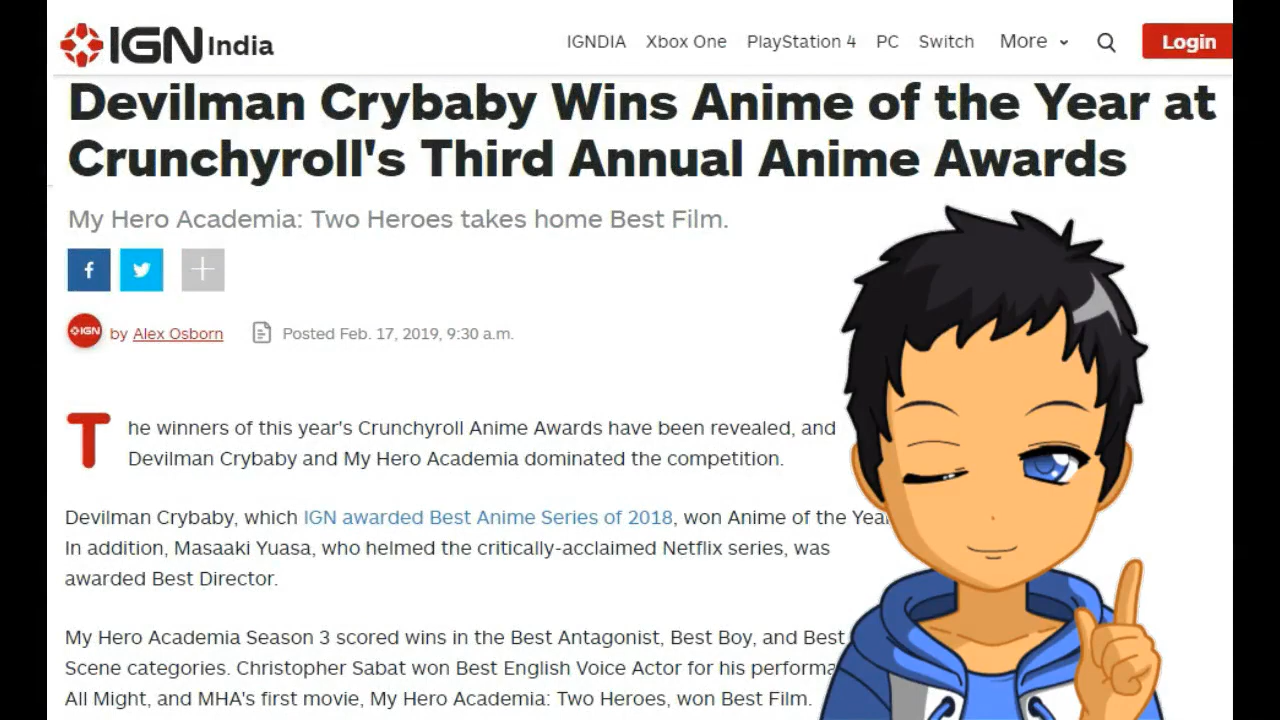 IGN India
IGNDIA Xbox One PlayStation 4 PC Switch More Login
Devilman Crybaby Wins Anime of the Year at
Crunchyroll's Third Annual Anime Awards
My Hero Academia: Two Heroes takes home Best Film.
f
IGN by Alex Osborn Posted Feb. 17, 2019, 9:30 a.m.
The winners of this year's Crunchyroll Anime Awards have been revealed, and
Devilman Crybaby and My Hero Academia dominated the competition.
Devilman Crybaby, which IGN awarded Best Anime Series of 2018, won Anime of the Year
In addition, Masaaki Yuasa, who helmed the critically-acclaimed Netflix series, was
awarded Best Director.
My Hero Academia Season 3 scored wins in the Best Antagonist, Best Boy, and Best
Scene categories. Christopher Sabat won Best English Voice Actor for his performa
All Might, and MHA's first movie, My Hero Academia: Two Heroes, won Best Film.